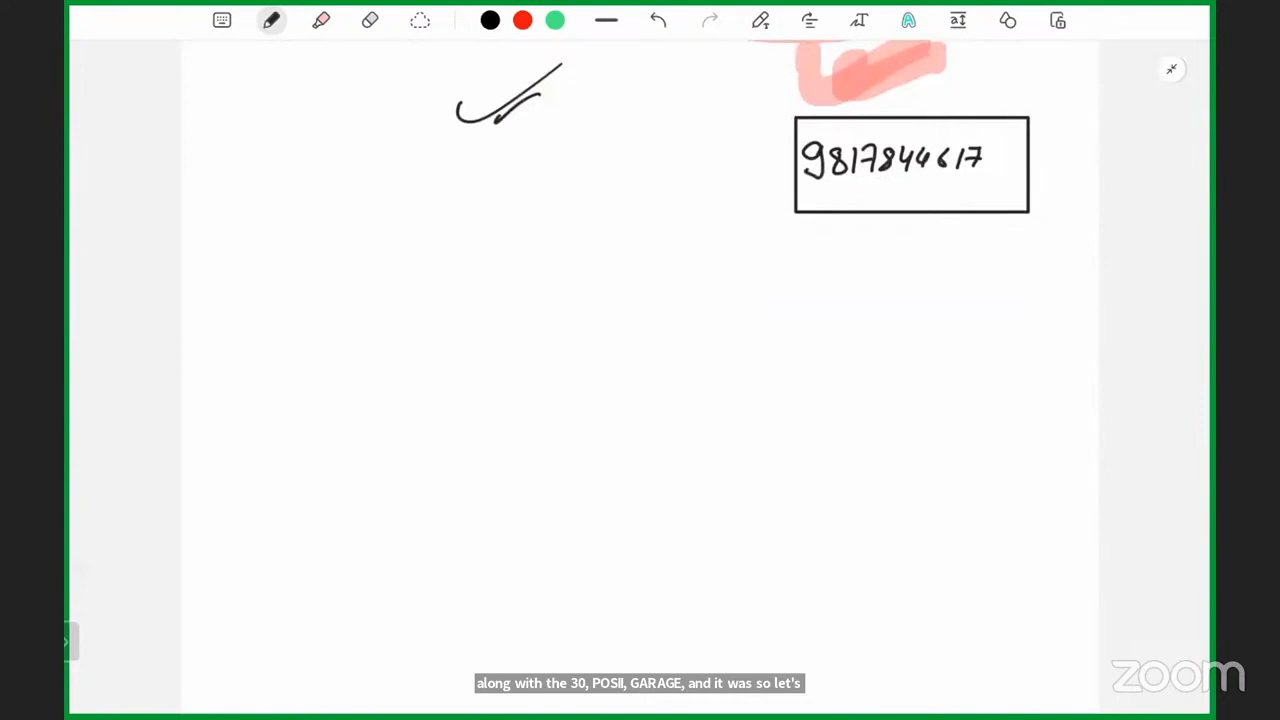 9817844617
along with the 30, POSII, GARAGE, and it was so let's
zoom